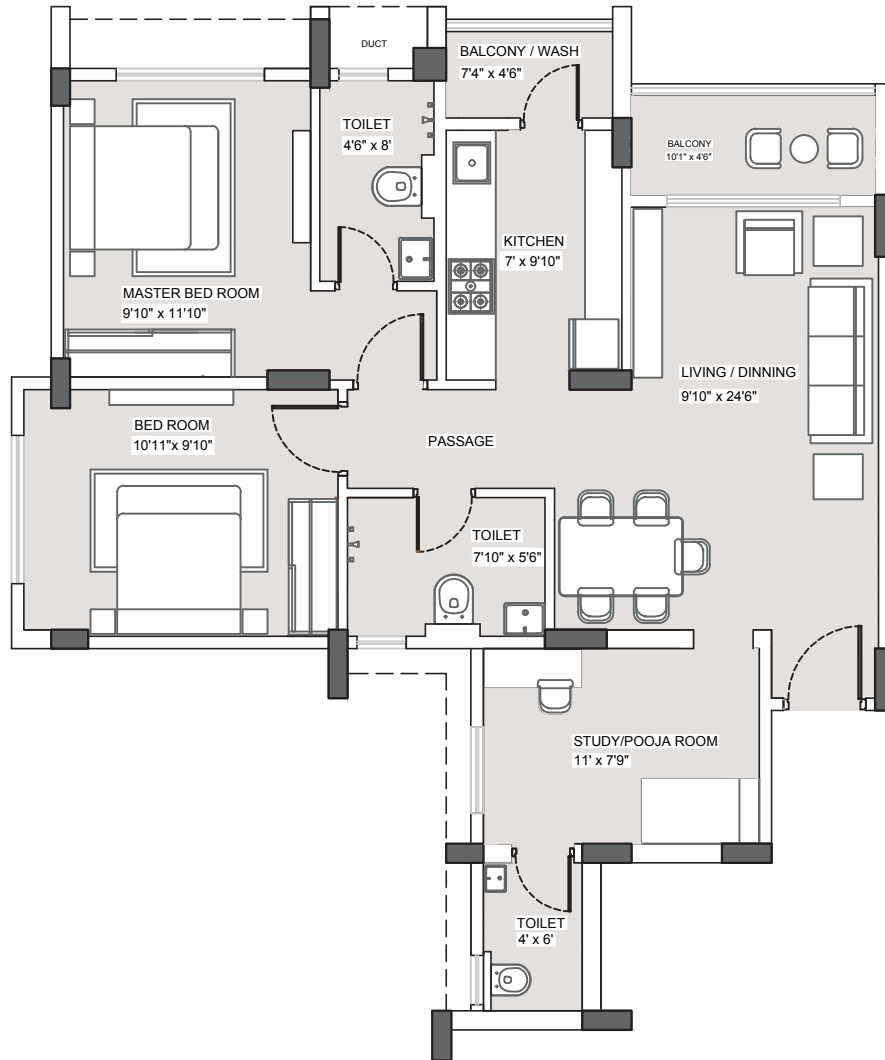 DUCT
BALCONY / WASH
7'4" x 4'6"
TOILET
4'6" x 8'
BALCONY
10'1" x 4'6"
KITCHEN
7' x 9'10"
MASTER BED ROOM
9'10" x 11'10"
LIVING / DINNING
9'10" x 24'6"
BED ROOM
10'11"x 9'10"
PASSAGE
TOILET
7'10" x 5'6"
STUDY/POOJA ROOM
11' x 7'9"
TOILET
4' x 6'